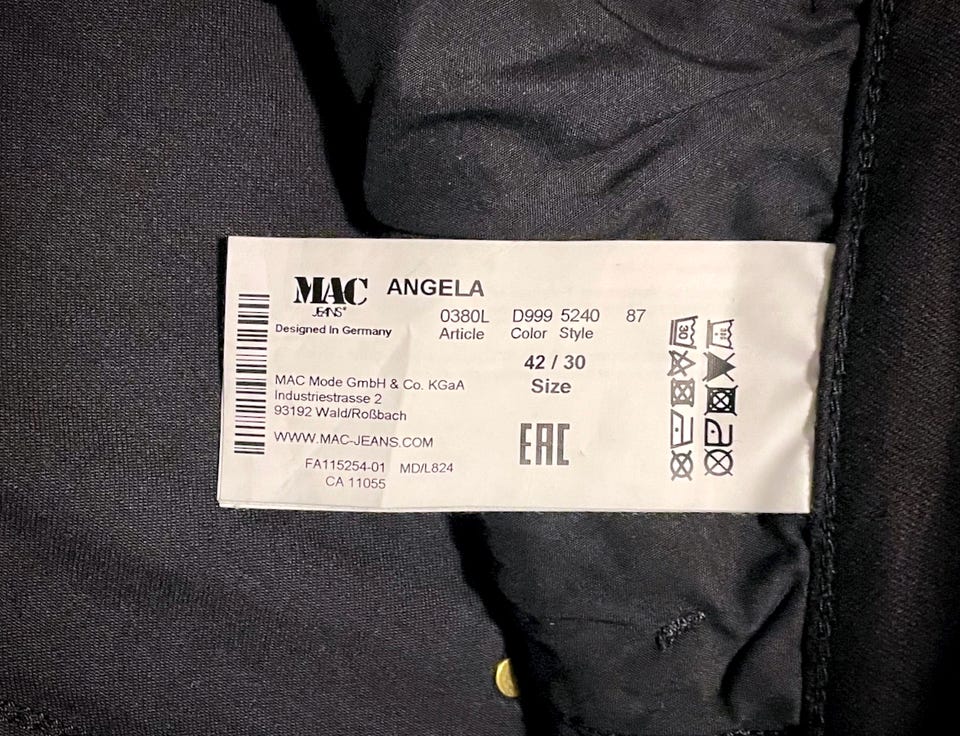 MAC ANGELA
JEANS®
Designed In Germany
0380L D999 5240 87
Article Color Style
42 / 30
Size
MAC Mode GmbH & Co. KGaA
Industriestrasse 2
93192 Wald/Roßbach
WWW.MAC-JEANS.COM
FA115254-01 MD/L824
CA 11055
EAC
30